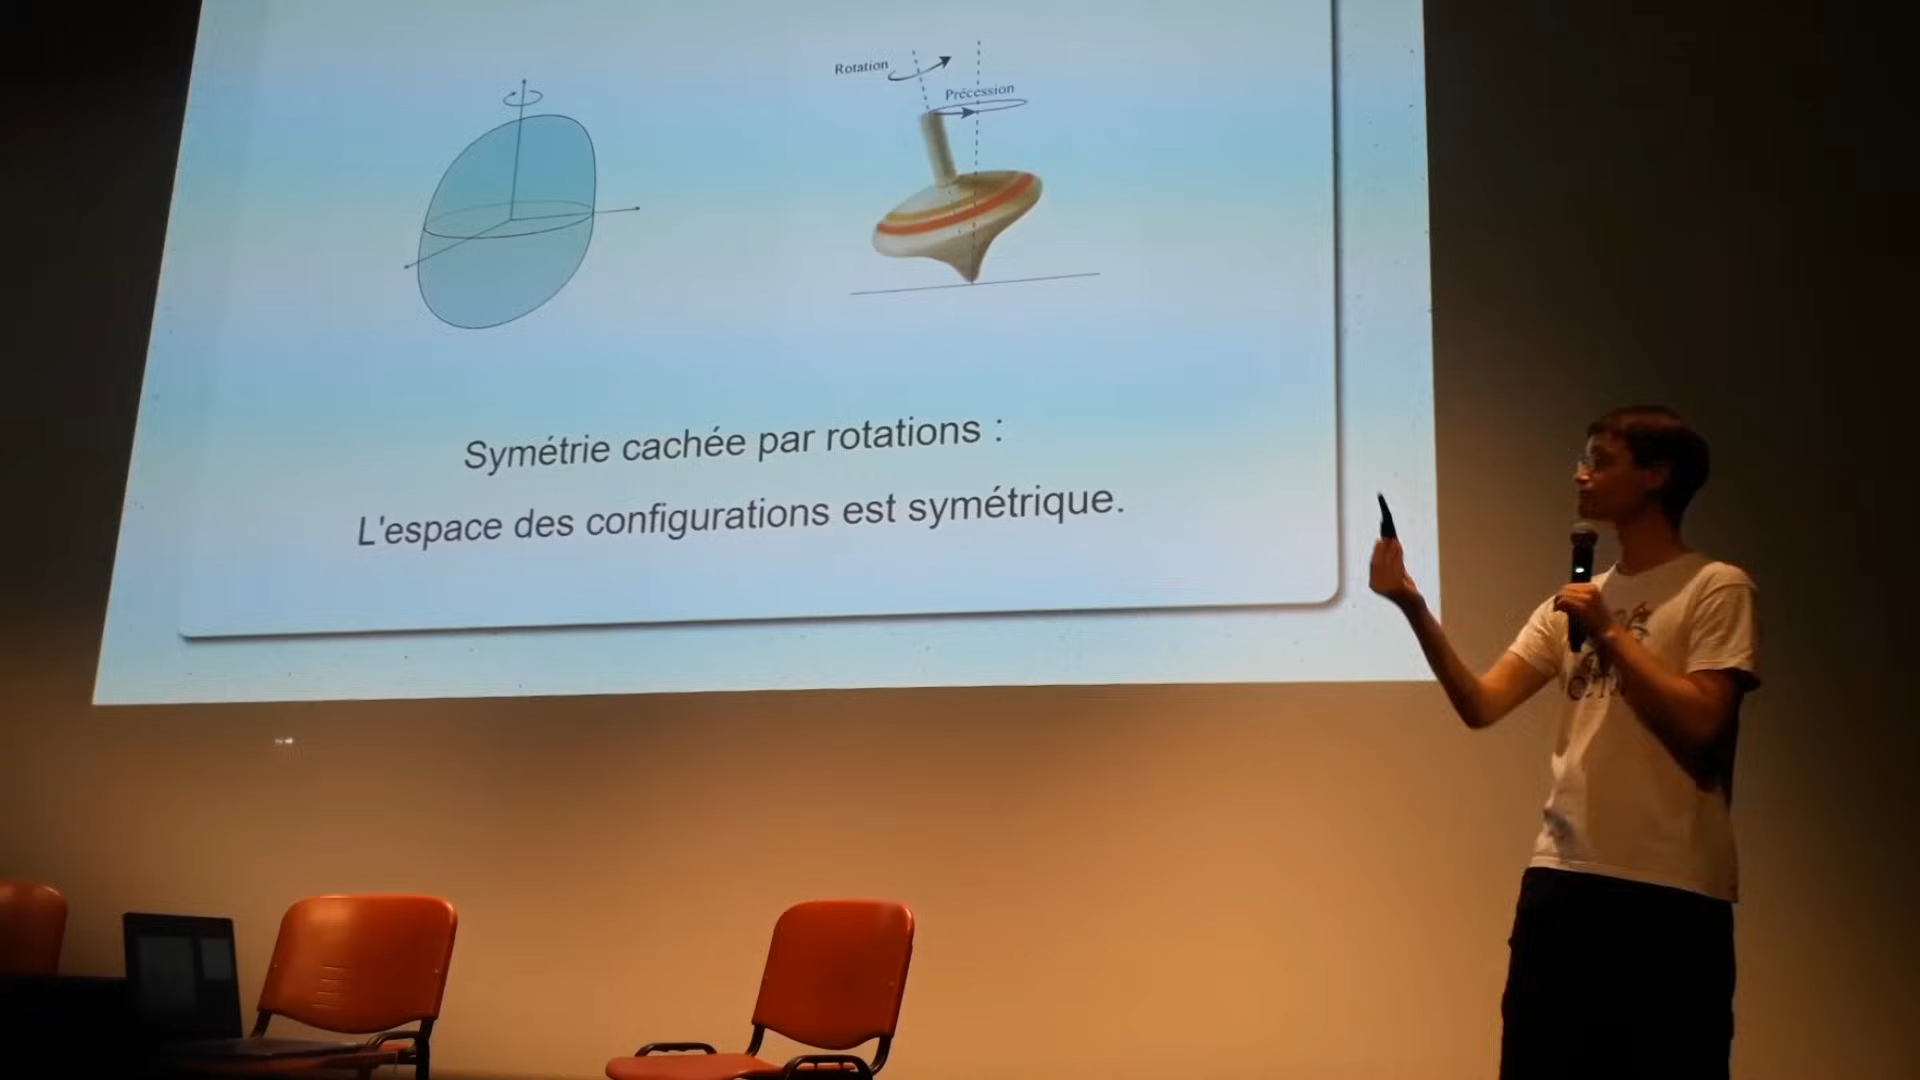 Rotation
Précession
Symétrie cachée par rotations :
L'espace des configurations est symétrique.